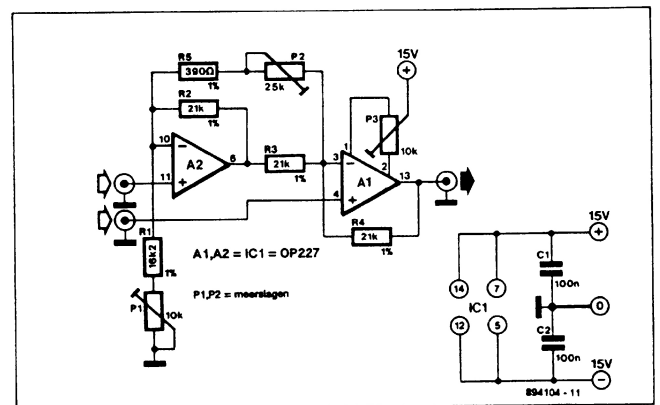 R5
390Ω
1%
P2
25k
15V
+
R2
21k
1%
P3
10k
10
−
A2
6
11
+
R3
21k
1%
1
2
3
−
A1
13
4
+
R4
21k
1%
R1
16k2
1%
A1,A2 = IC1 = OP227
P1,P2 = meerslagen
P1
10k
15V
+
C1
100n
14
7
IC1
0
12
5
C2
100n
15V
−
894104 - 11